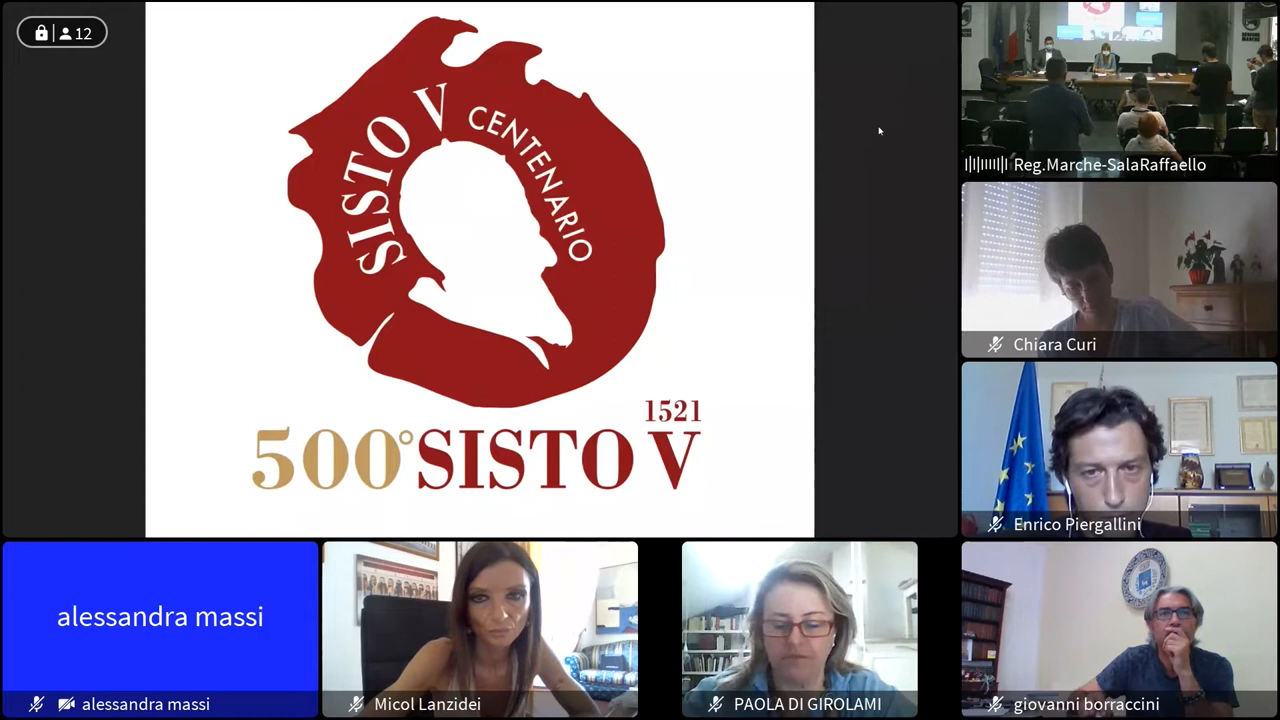 12
SISTO V CENTENARIO
1521
500° SISTO V
Reg.Marche-SalaRaffaello
Chiara Curi
Enrico Piergallini
alessandra massi
alessandra massi
Micol Lanzidei
PAOLA DI GIROLAMI
giovanni borraccini